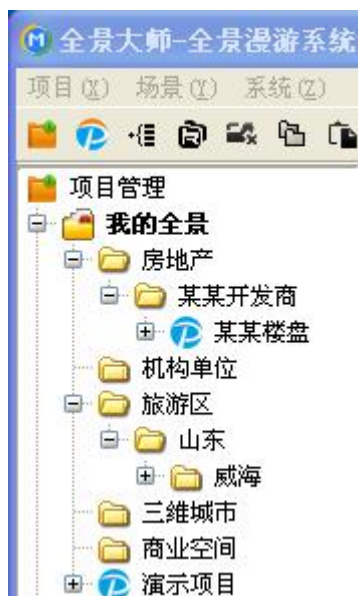 全景大师-全景漫游系统
项目(X) 场景(Y) 系统(Z)
项目管理
我的全景
房地产
某某开发商
某某楼盘
机构单位
旅游区
山东
威海
三维城市
商业空间
演示项目